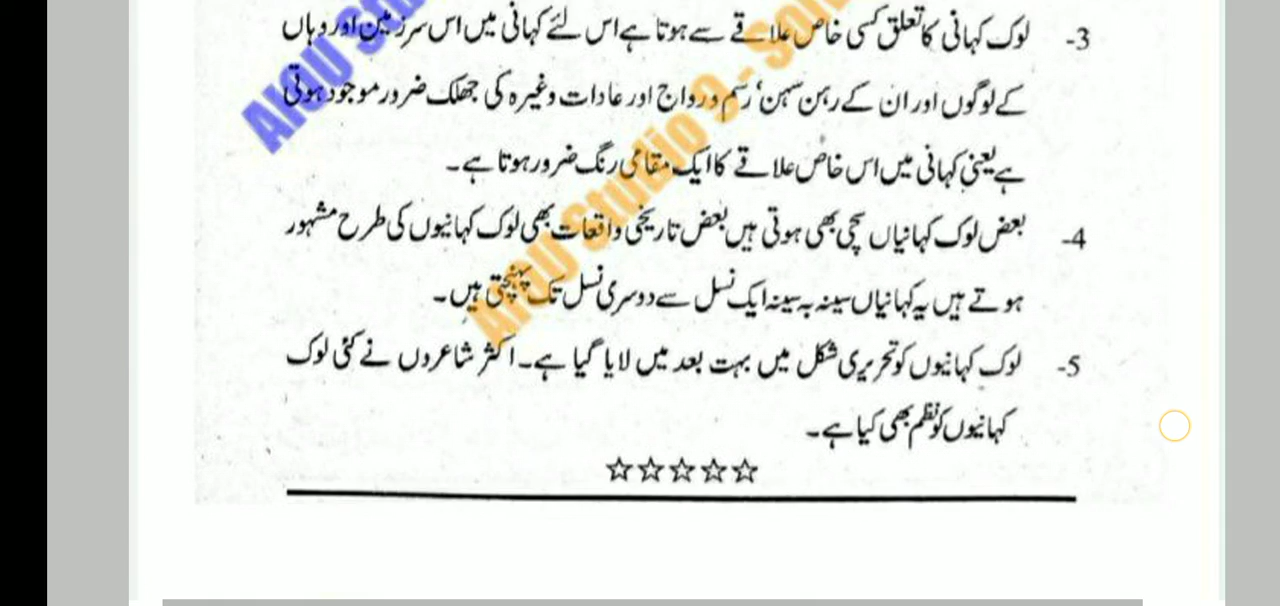 3- لوک کہانی کا تعلق کسی خاص علاقے سے ہوتا ہے اس لئے کہانی میں اس سرزمین اور وہاں
کے لوگوں اور ان کے رہن سہن' رسم و رواج اور عادات وغیرہ کی جھلک ضرور موجود ہوتی
ہے یعنی کہانی میں اس خاص علاقے کا ایک مقامی رنگ ضرور ہوتا ہے۔
4- بعض لوک کہانیاں سچی بھی ہوتی ہیں بعض تاریخی واقعات بھی لوک کہانیوں کی طرح مشہور
ہوتے ہیں یہ کہانیاں سینہ بہ سینہ ایک نسل سے دوسری نسل تک پہنچتی ہیں۔
5- لوک کہانیوں کو تحریری شکل میں بہت بعد میں لایا گیا ہے۔ اکثر شاعروں نے کئی لوک
کہانیوں کو نظم بھی کیا ہے۔
☆☆☆☆☆
AIOU Studio 9 -
AIOU